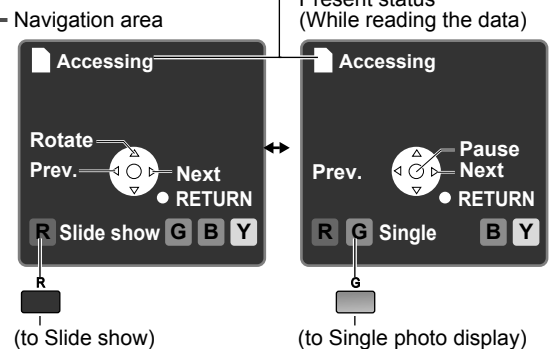 Present status
Navigation area
(While reading the data)
Accessing
Rotate
Prev.
Next
RETURN
R Slide show G B Y
R
(to Slide show)
Accessing
Pause
Prev.
Next
RETURN
R G Single B Y
G
(to Single photo display)